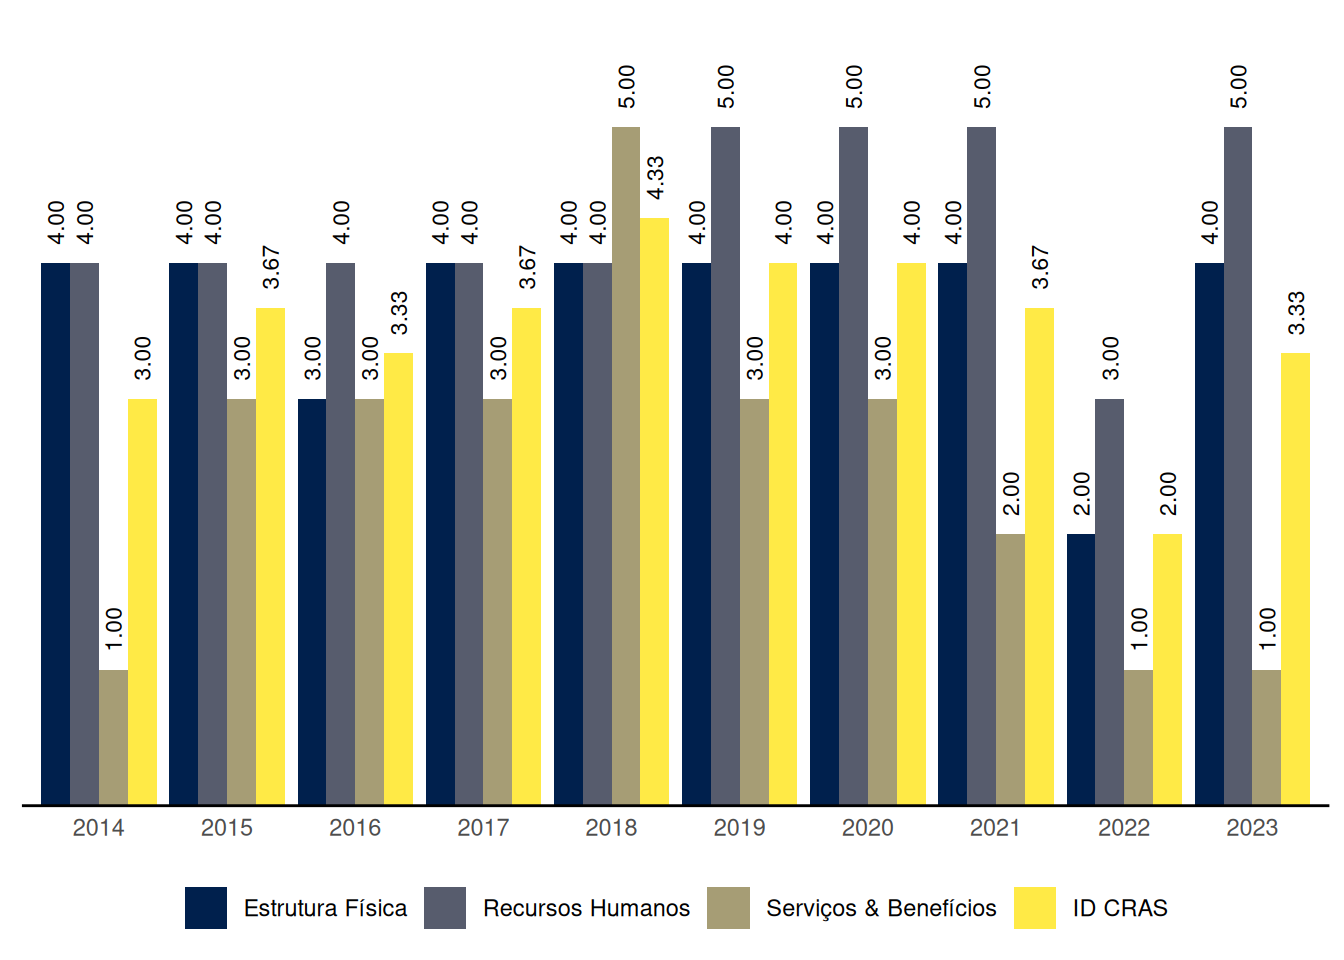 4.00 4.00 1.00 3.00
4.00 4.00 3.00 3.67
3.00 4.00 3.00 3.33
4.00 4.00 3.00 3.67
4.00 4.00 5.00 4.33
4.00 5.00 3.00 4.00
4.00 5.00 3.00 4.00
4.00 5.00 2.00 3.67
2.00 3.00 1.00 2.00
4.00 5.00 1.00 3.33
2014 2015 2016 2017 2018 2019 2020 2021 2022 2023
Estrutura Física Recursos Humanos Serviços & Benefícios ID CRAS